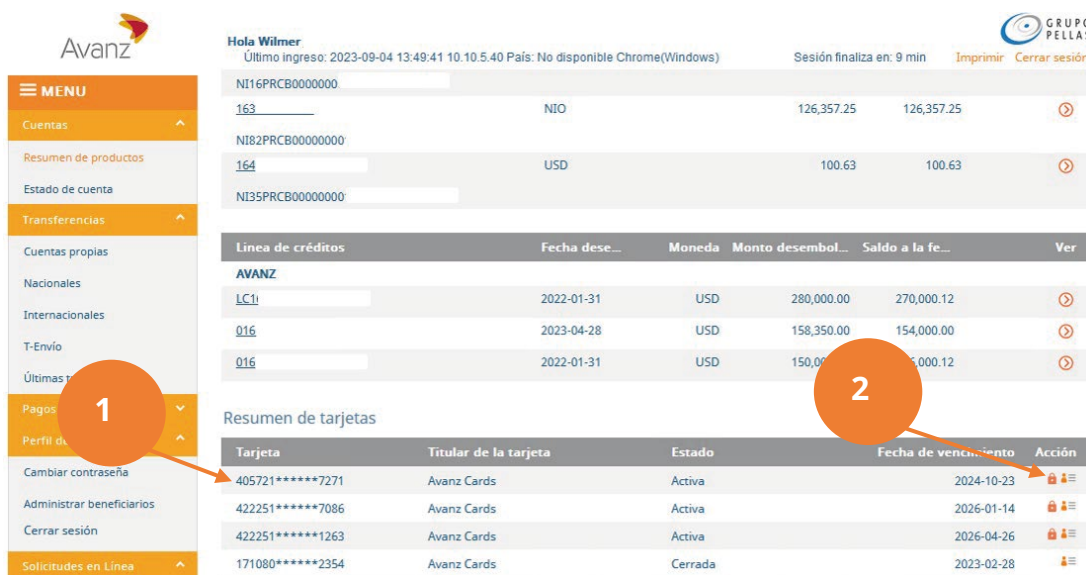 Avanz
GRUPO
PELLAS
Hola Wilmer
Último ingreso: 2023-09-04 13:49:41 10.10.5.40 País: No disponible Chrome(Windows)
Sesión finaliza en: 9 min
Imprimir Cerrar sesión
MENU
Cuentas
Resumen de productos
Estado de cuenta
Transferencias
Cuentas propias
Nacionales
Internacionales
T-Envío
Últimas
Pagos
Perfil
Cambiar contraseña
Administrar beneficiarios
Cerrar sesión
Solicitudes en Línea
NI16PRCB0000000
163 NIO 126,357.25 126,357.25
NI82PRCB00000000
164 USD 100.63 100.63
NI35PRCB00000000
Línea de créditos Fecha dese... Moneda Monto desembol... Saldo a la fe... Ver
AVANZ
LC1 2022-01-31 USD 280,000.00 270,000.12
016 2023-04-28 USD 158,350.00 154,000.00
016 2022-01-31 USD
1
2
Resumen de tarjetas
Tarjeta Titular de la tarjeta Estado Fecha de vencimiento Acción
405721******7271 Avanz Cards Activa 2024-10-23
422251******7086 Avanz Cards Activa 2026-01-14
422251******1263 Avanz Cards Activa 2026-04-26
171080******2354 Avanz Cards Cerrada 2023-02-28